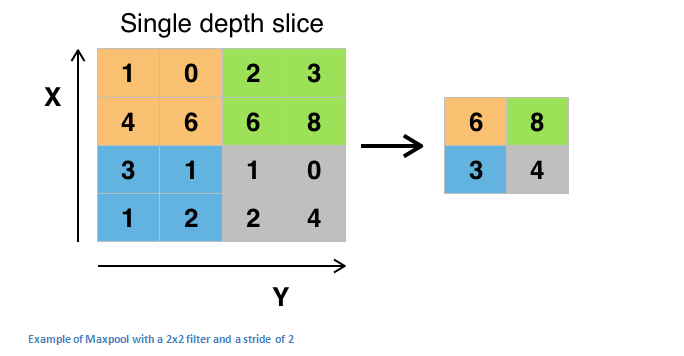 Single depth slice
X
1 0 2 3
4 6 6 8
3 1 1 0
1 2 2 4
6 8
3 4
Y
Example of Maxpool with a 2x2 filter and a stride of 2